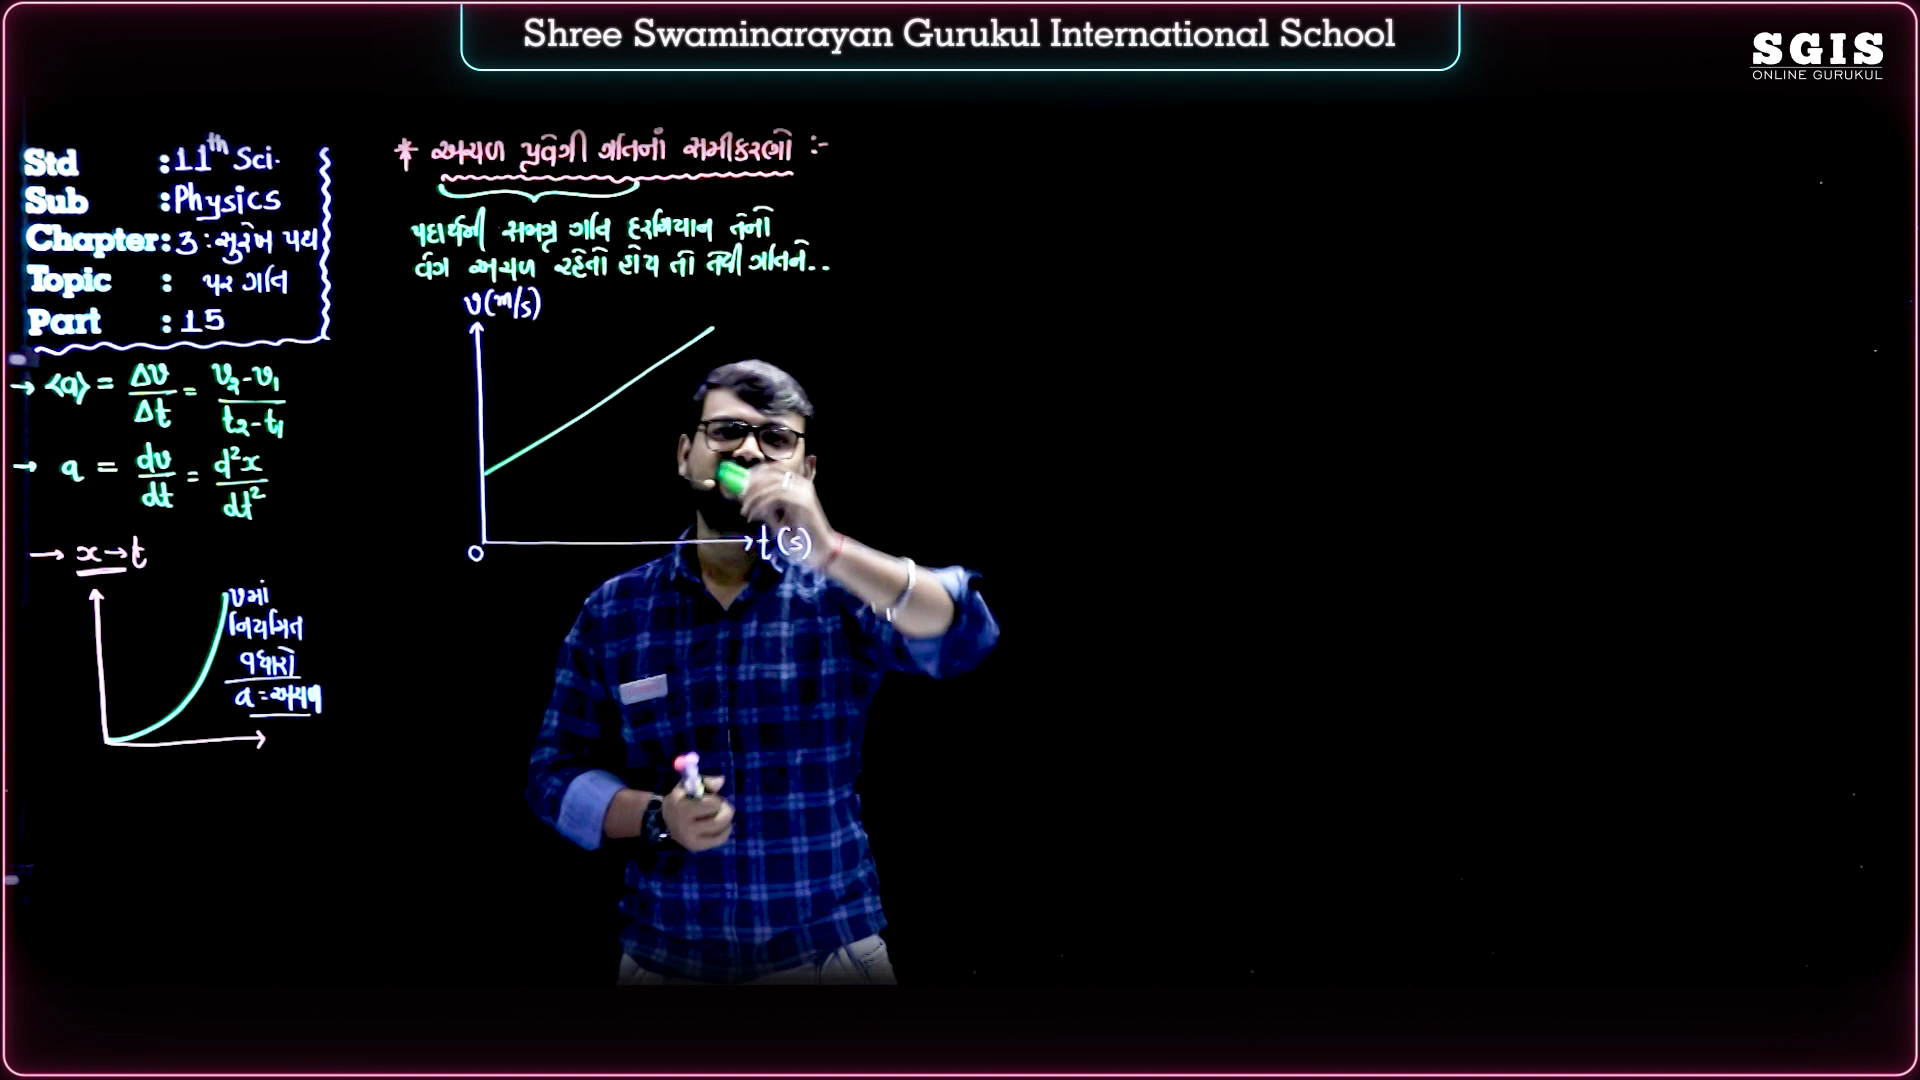 Shree Swaminarayan Gurukul International School
SGIS
ONLINE GURUKUL
Std : 11th Sci.
Sub : Physics
Chapter: 3 : સુરેખ પથ
Topic : પર ગતિ
Part : 15
→ <a> = Δv/Δt = v2-v1/t2-t1
→ a = dv/dt = d²x/dt²
→ x→t
vમાં
નિયમિત
વધારો
a = અચળ
* અચળ પ્રવેગી ગતિનાં સમીકરણો :-
પદાર્થની સમગ્ર ગતિ દરમિયાન તેનો
વેગ અચળ રહેતો હોય તો તેવી ગતિને..
v(m/s)
0
t(s)